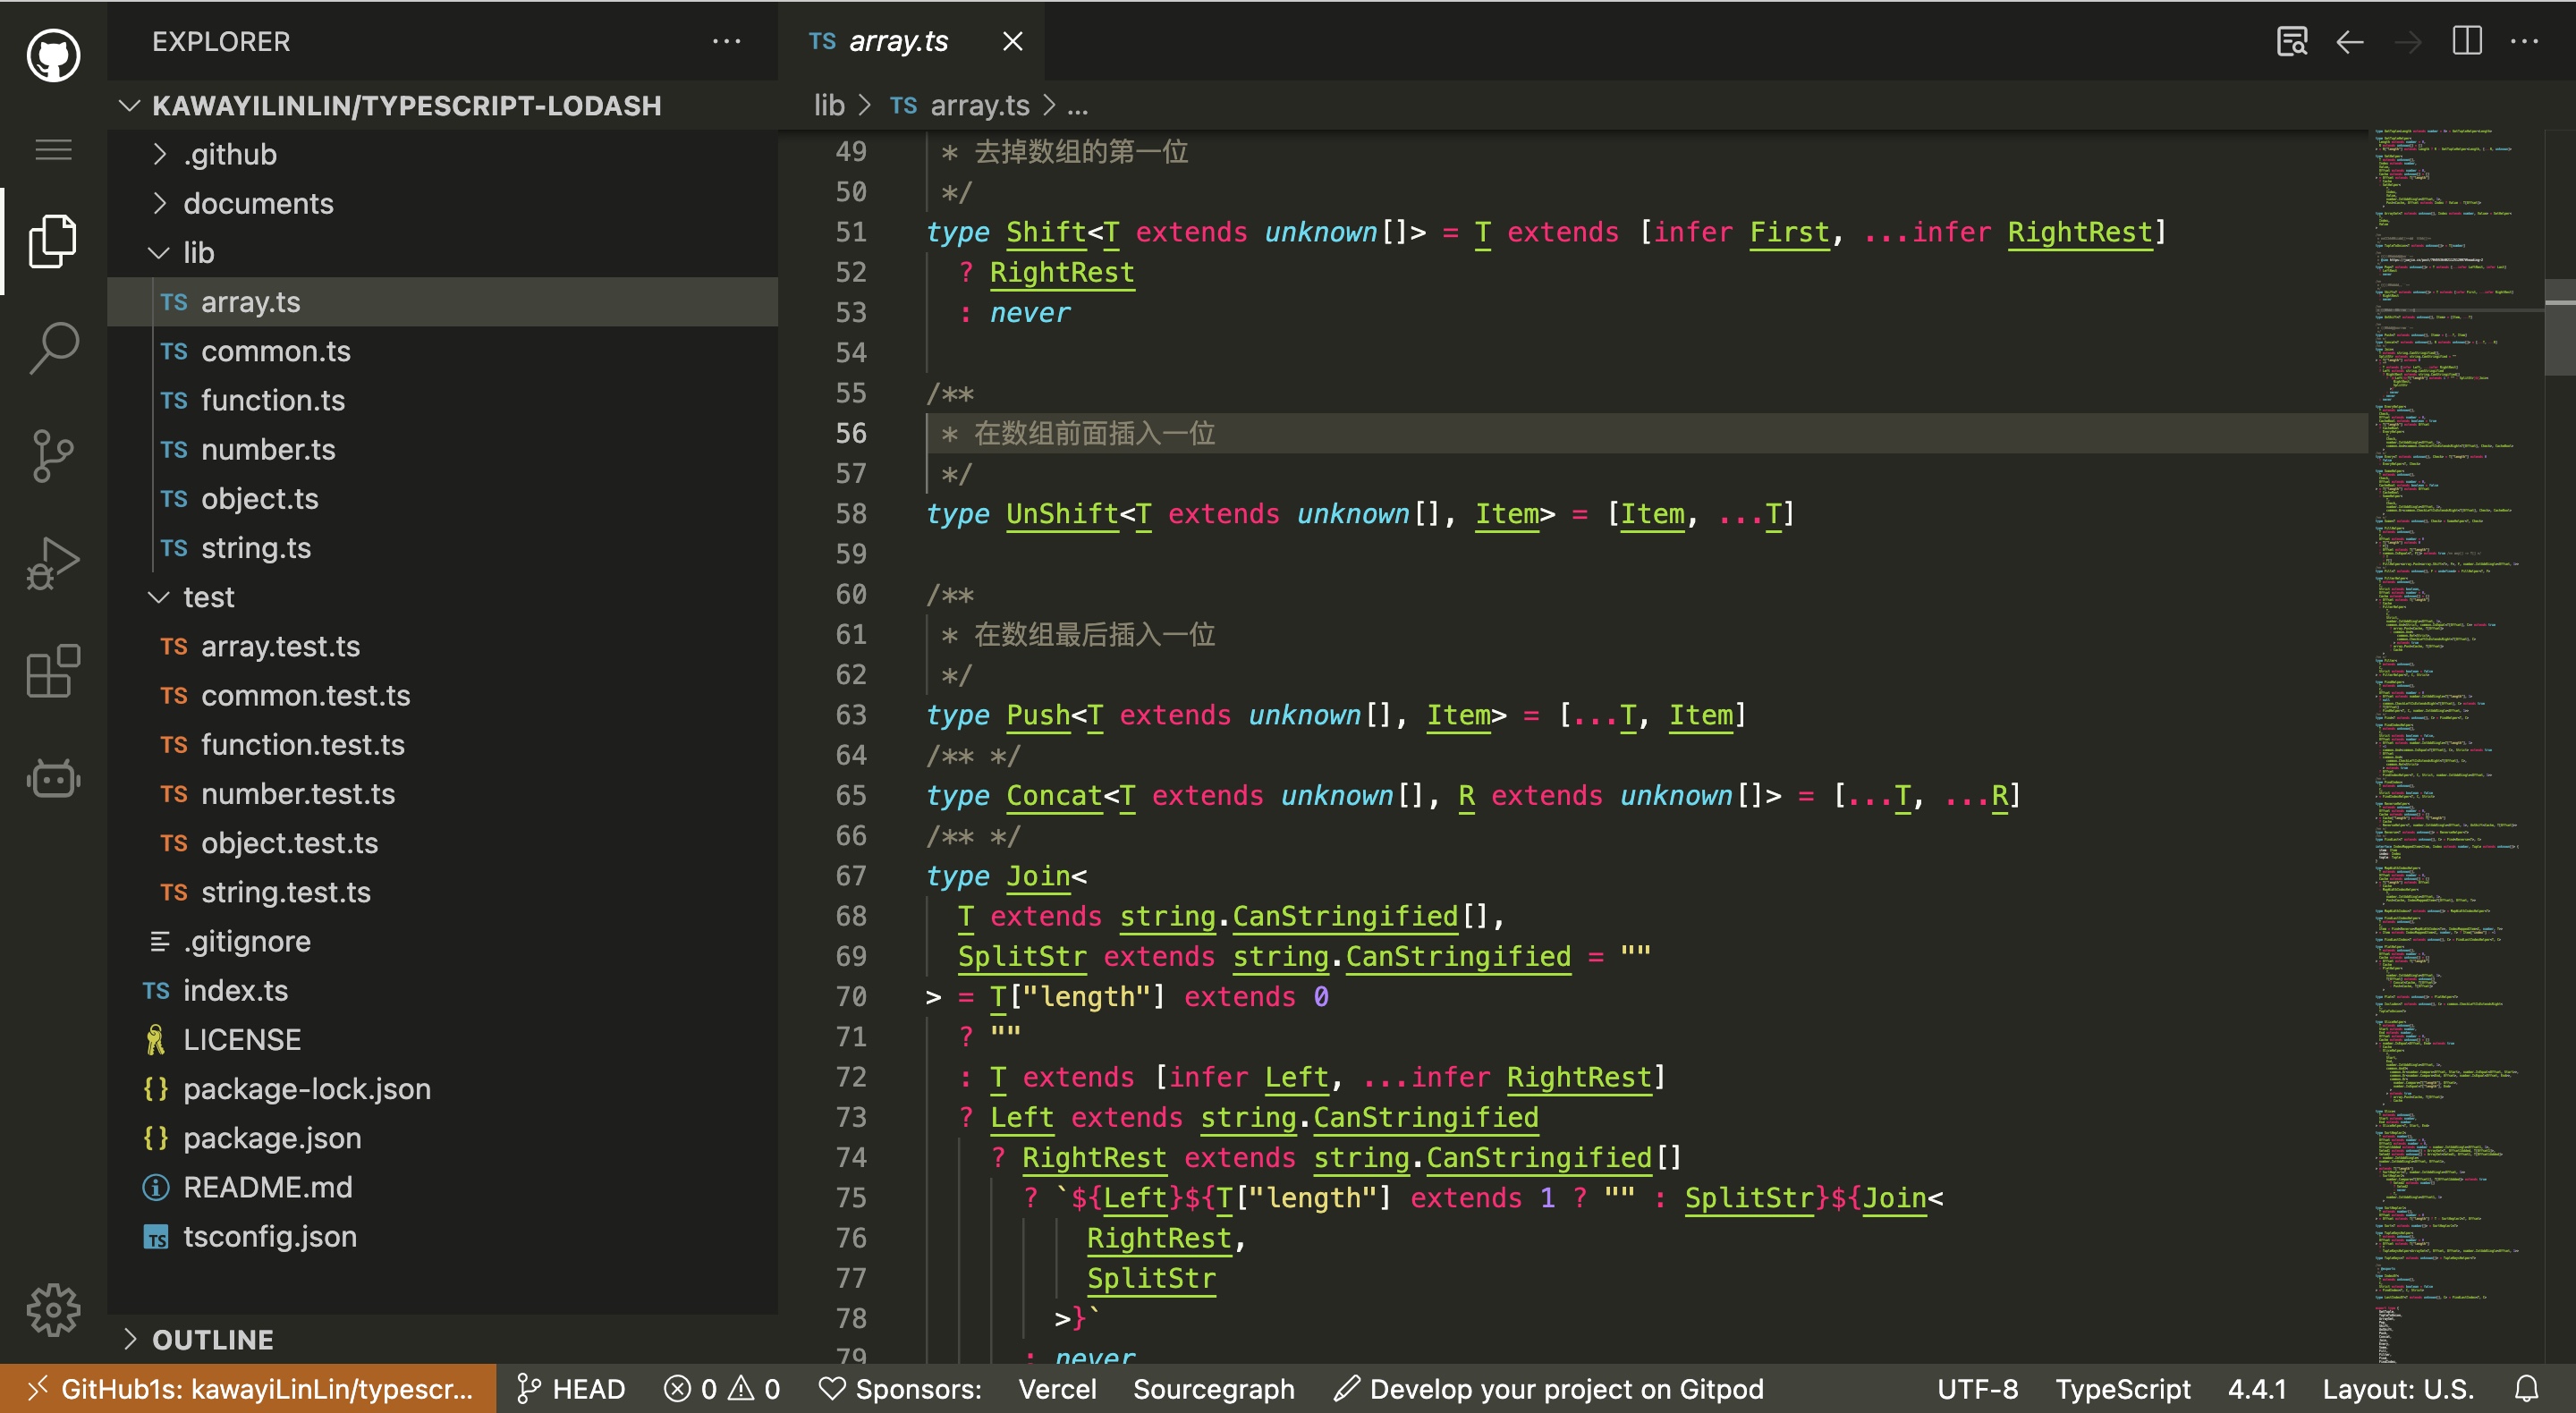 EXPLORER
KAWAYILINLIN/TYPESCRIPT-LODASH
.github
documents
lib
TS array.ts
TS common.ts
TS function.ts
TS number.ts
TS object.ts
TS string.ts
test
TS array.test.ts
TS common.test.ts
TS function.test.ts
TS number.test.ts
TS object.test.ts
TS string.test.ts
.gitignore
TS index.ts
LICENSE
{} package-lock.json
{} package.json
README.md
TS tsconfig.json
OUTLINE
TS array.ts
lib > TS array.ts > ...
49 * 去掉数组的第一位
50 */
51 type Shift<T extends unknown[]> = T extends [infer First, ...infer RightRest]
52 ? RightRest
53 : never
54
55 /**
56 * 在数组前面插入一位
57 */
58 type UnShift<T extends unknown[], Item> = [Item, ...T]
59
60 /**
61 * 在数组最后插入一位
62 */
63 type Push<T extends unknown[], Item> = [...T, Item]
64 /** */
65 type Concat<T extends unknown[], R extends unknown[]> = [...T, ...R]
66 /** */
67 type Join<
68 T extends string.CanStringified[],
69 SplitStr extends string.CanStringified = ""
70 > = T["length"] extends 0
71 ? ""
72 : T extends [infer Left, ...infer RightRest]
73 ? Left extends string.CanStringified
74 ? RightRest extends string.CanStringified[]
75 ? `${Left}${T["length"] extends 1 ? "" : SplitStr}${Join<
76 RightRest,
77 SplitStr
78 >}`
79 : never
GitHub1s: kawayiLinLin/typescr...
HEAD
0 0
Sponsors:
Vercel
Sourcegraph
Develop your project on Gitpod
UTF-8
TypeScript
4.4.1
Layout: U.S.